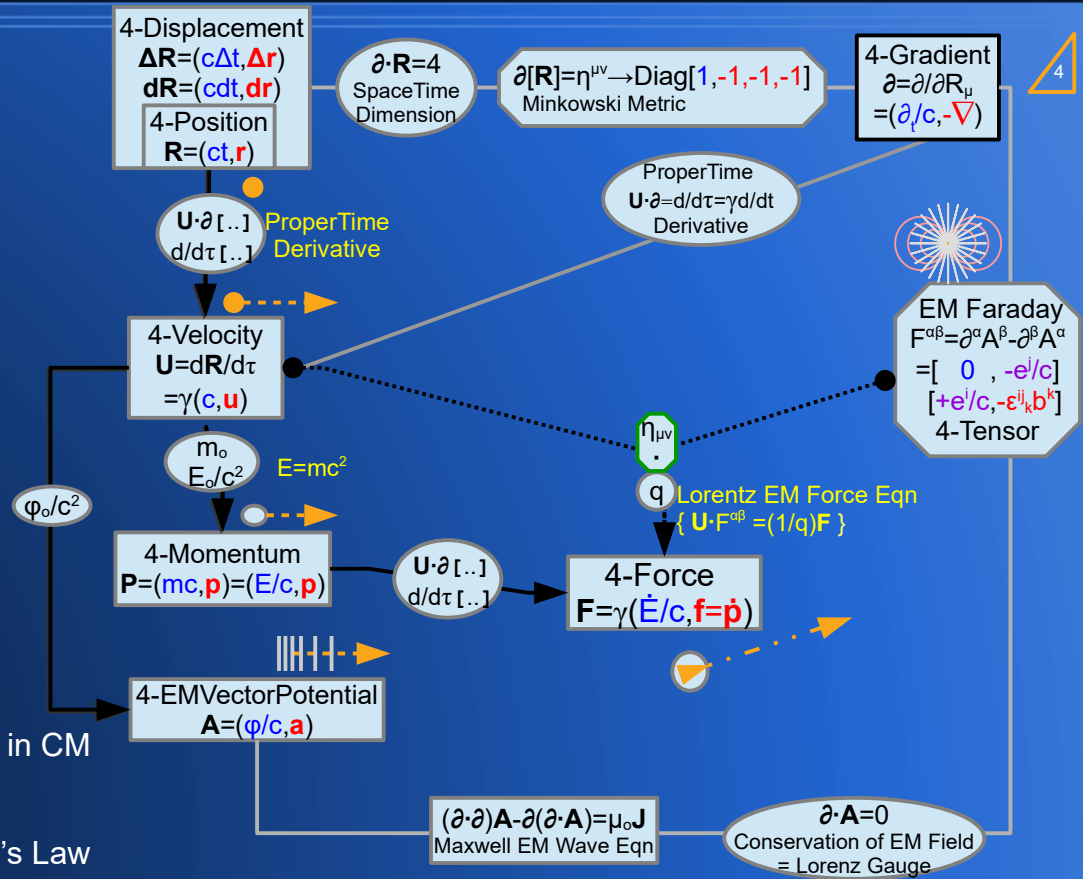 4-Displacement
ΔR=(cΔt,Δr)
dR=(cdt,dr)
4-Position
R=(ct,r)
∂·R=4
SpaceTime
Dimension
∂[R]=η^μν→Diag[1,-1,-1,-1]
Minkowski Metric
4-Gradient
∂=∂/∂R_μ
=(∂_t/c,-∇)
4
U·∂[..]
d/dτ[..]
ProperTime
Derivative
ProperTime
U·∂=d/dτ=γd/dt
Derivative
4-Velocity
U=dR/dτ
=γ(c,u)
EM Faraday
F^αβ=∂^αA^β-∂^βA^α
=[ 0 , -e^j/c]
[+e^i/c,-ε^ij_k b^k]
4-Tensor
m_o
E_o/c²
E=mc²
φ_o/c²
η_μν
·
q
Lorentz EM Force Eqn
{ U·F^αβ =(1/q)F }
4-Momentum
P=(mc,p)=(E/c,p)
U·∂[..]
d/dτ[..]
4-Force
F=γ(Ė/c,f=ṗ)
4-EMVectorPotential
A=(φ/c,a)
in CM
(∂·∂)A-∂(∂·A)=μ_oJ
Maxwell EM Wave Eqn
∂·A=0
Conservation of EM Field
= Lorenz Gauge
's Law